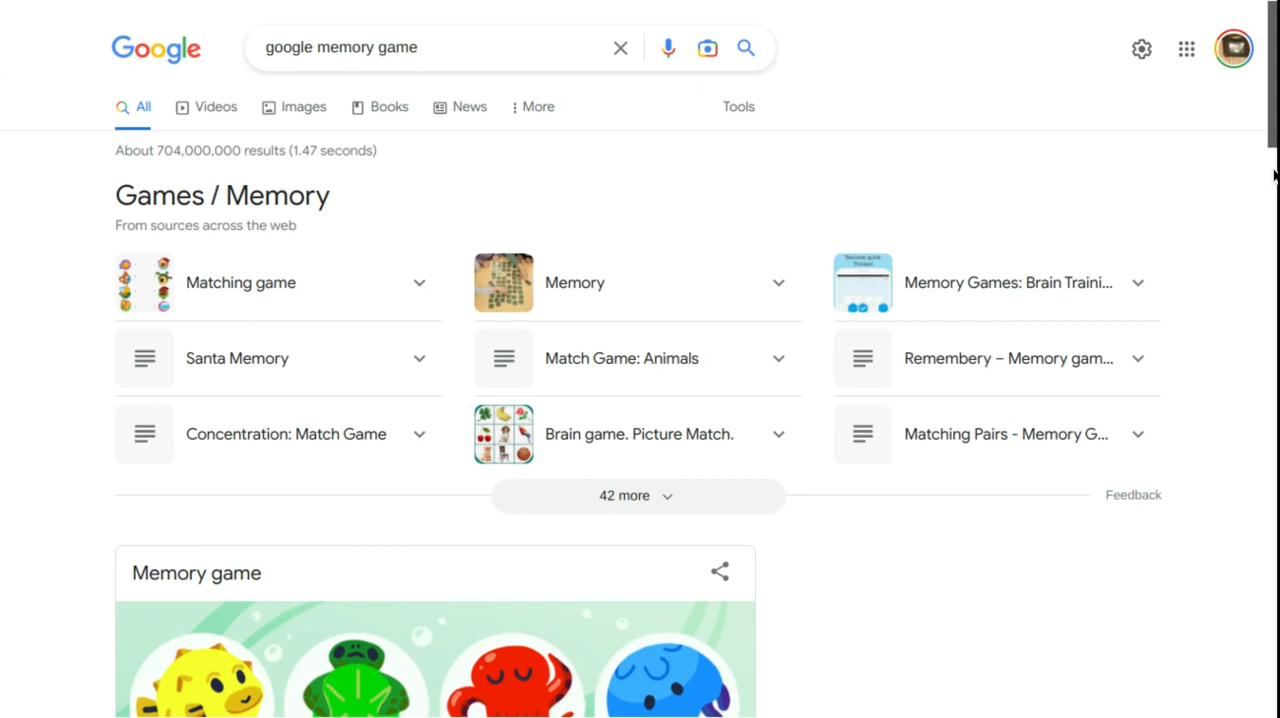 Google
google memory game
All
Videos
Images
Books
News
More
Tools
About 704,000,000 results (1.47 seconds)
Games / Memory
From sources across the web
Matching game
Memory
Memory Games: Brain Traini...
Santa Memory
Match Game: Animals
Remembery – Memory gam...
Concentration: Match Game
Brain game. Picture Match.
Matching Pairs - Memory G...
42 more
Feedback
Memory game